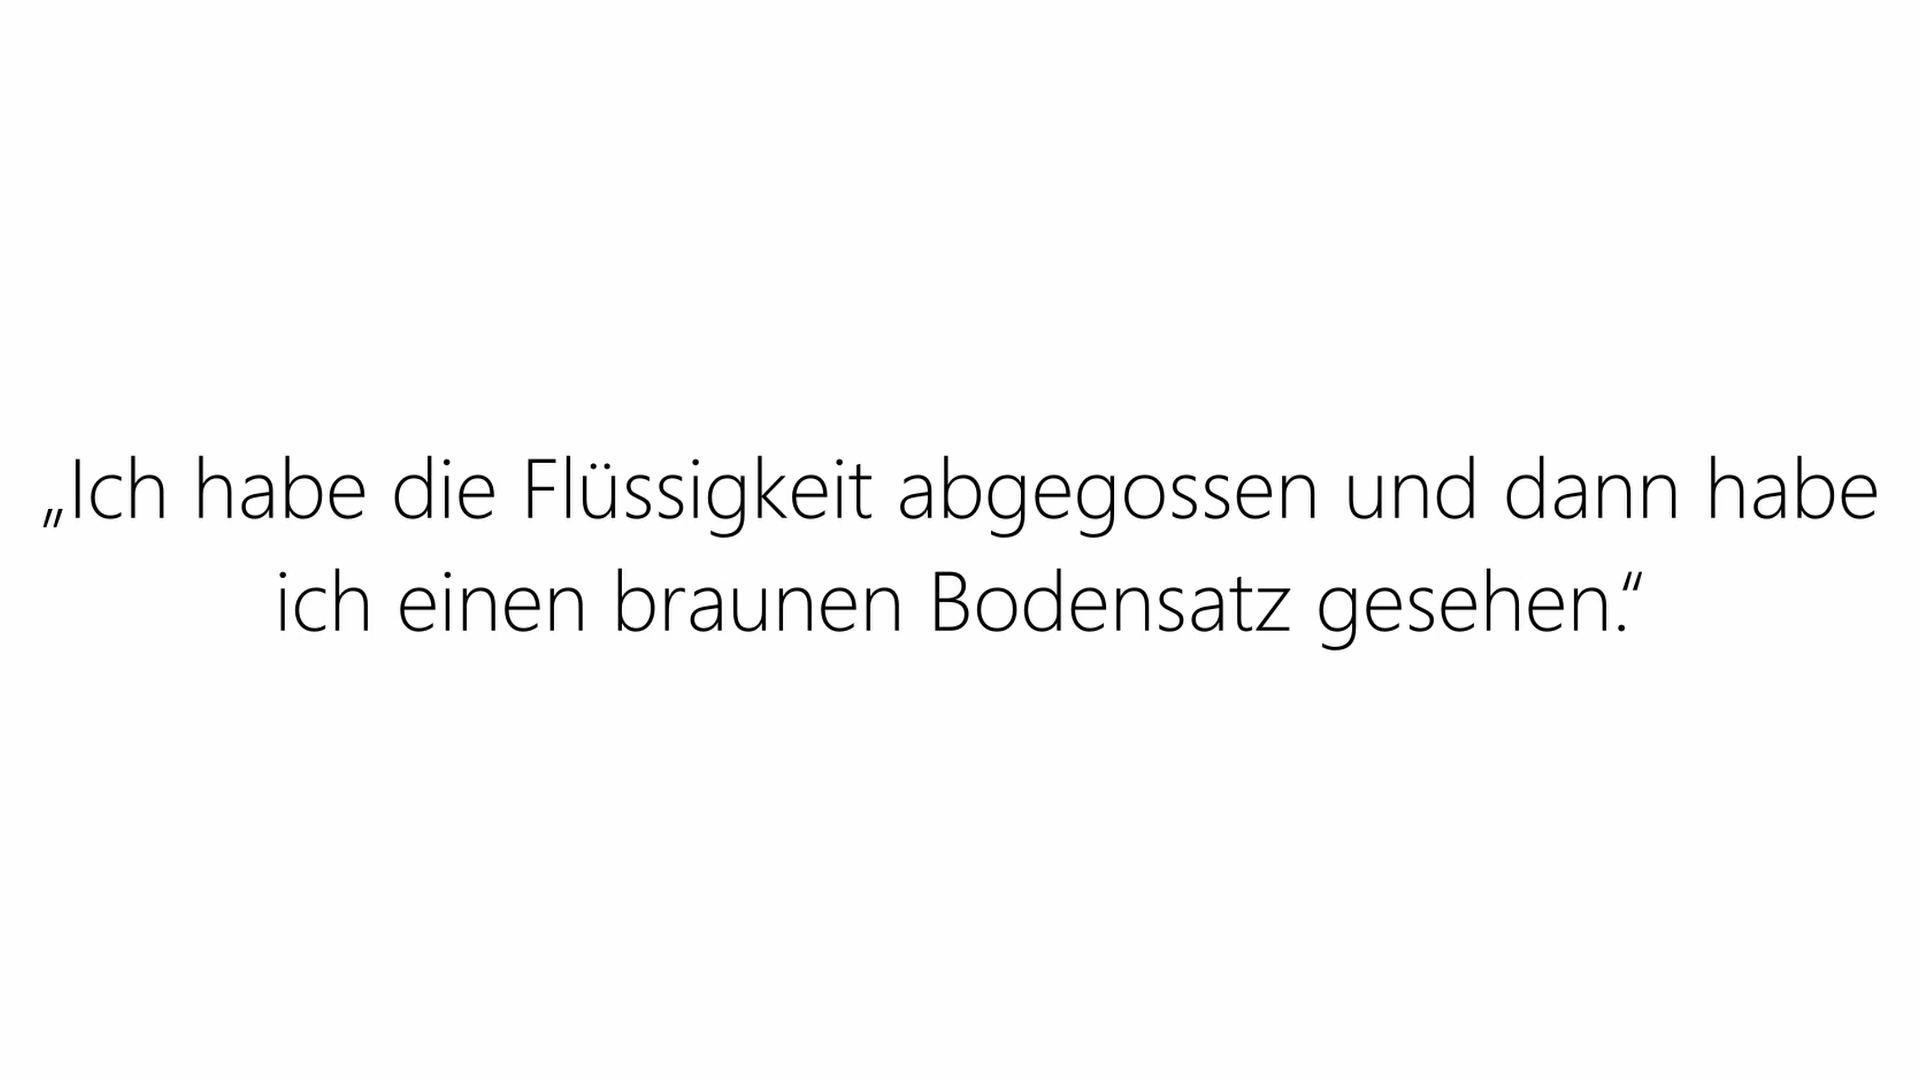 „Ich habe die Flüssigkeit abgegossen und dann habe
ich einen braunen Bodensatz gesehen.“